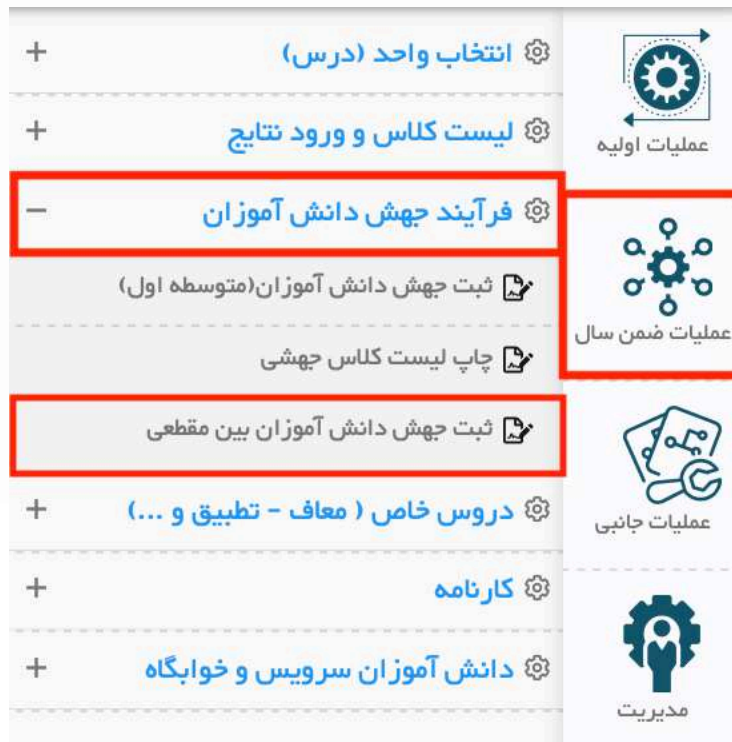 عملیات اولیه
عملیات ضمن سال
عملیات جانبی
مدیریت
انتخاب واحد (درس)
لیست کلاس و ورود نتایج
فرآیند جهش دانش آموزان
ثبت جهش دانش آموزان(متوسطه اول)
چاپ لیست کلاس جهشی
ثبت جهش دانش آموزان بین مقطعی
دروس خاص ( معاف - تطبیق و ...)
کارنامه
دانش آموزان سرویس و خوابگاه